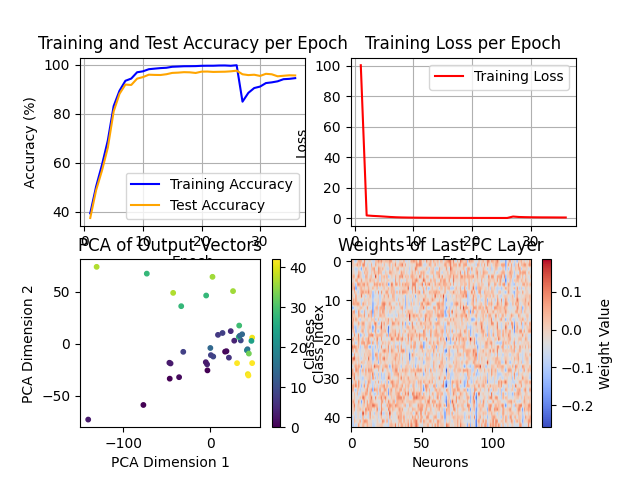 Training and Test Accuracy per Epoch
100
80
60
40
Accuracy (%)
Training Accuracy
Test Accuracy
0 10 20 30
Epoch
Training Loss per Epoch
100
80
60
40
20
0
Loss
Training Loss
0 10 20 30
Epoch
PCA of Output Vectors
50
0
−50
PCA Dimension 2
−100 0
PCA Dimension 1
40
30
20
10
0
Classes
Weights of Last FC Layer
0
10
20
30
40
Class Index
0 50 100
Neurons
0.1
0.0
−0.1
−0.2
Weight Value